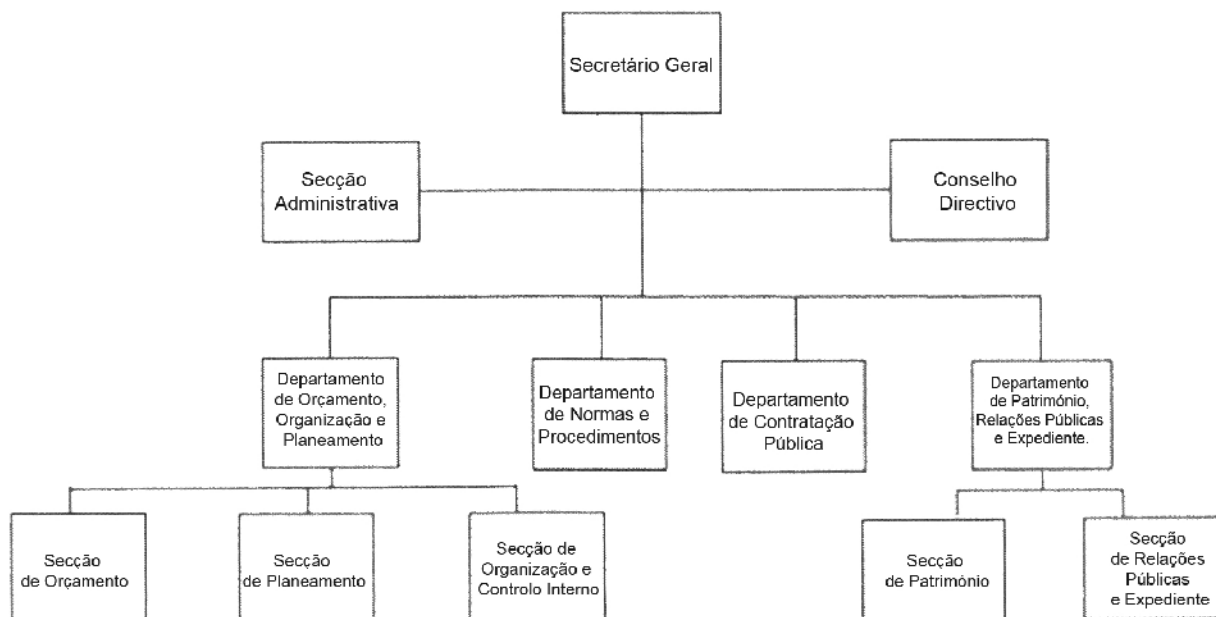 Secretário Geral
Secção
Administrativa
Conselho
Directivo
Departamento
de Orçamento,
Organização e
Planeamento
Departamento
de Normas e
Procedimentos
Departamento
de Contratação
Pública
Departamento
de Património,
Relações Públicas
e Expediente.
Secção
de Orçamento
Secção
de Planeamento
Secção de
Organização e
Controlo Interno
Secção
de Património
Secção
de Relações
Públicas
e Expediente